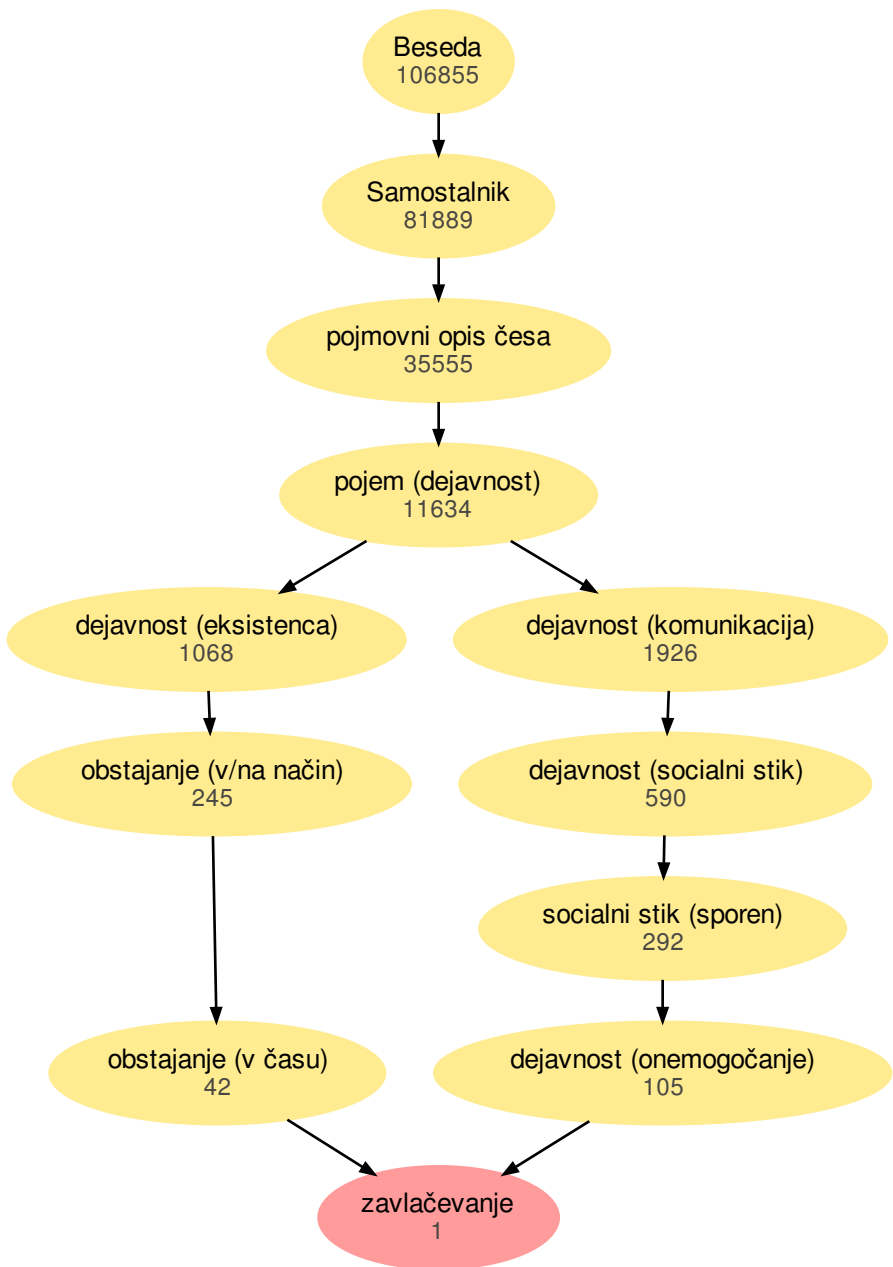 Beseda
106855
Samostalnik
81889
pojmovni opis česa
35555
pojem (dejavnost)
11634
dejavnost (eksistenca)
1068
dejavnost (komunikacija)
1926
obstajanje (v/na način)
245
dejavnost (socialni stik)
590
socialni stik (sporen)
292
obstajanje (v času)
42
dejavnost (onemogočanje)
105
zavlačevanje
1